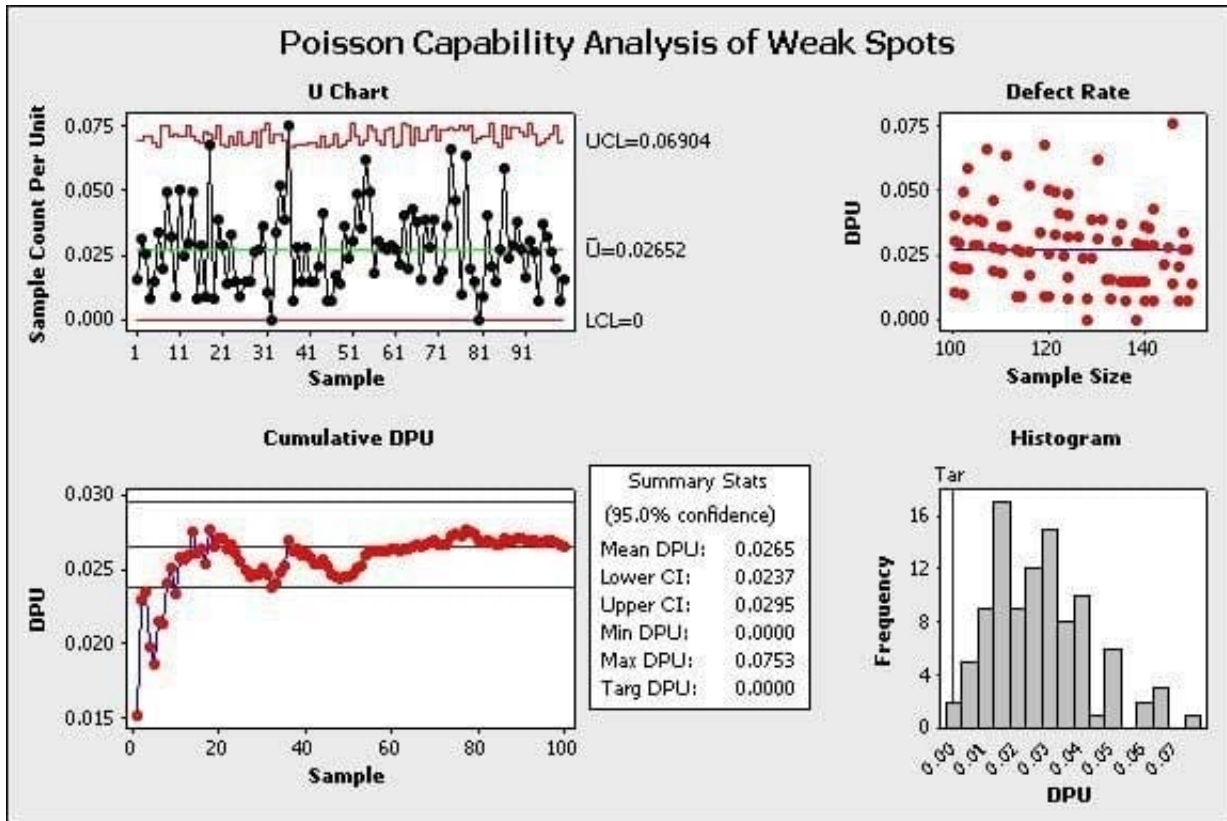 Poisson Capability Analysis of Weak Spots
U Chart
Sample Count Per Unit
0.075
0.050
0.025
0.000
UCL=0.06904
Ū=0.02652
LCL=0
1 11 21 31 41 51 61 71 81 91
Sample
Defect Rate
DPU
0.075
0.050
0.025
0.000
100 120 140
Sample Size
Cumulative DPU
DPU
0.030
0.025
0.020
0.015
0 20 40 60 80 100
Sample
Summary Stats
(95.0% confidence)
Mean DPU: 0.0265
Lower CI: 0.0237
Upper CI: 0.0295
Min DPU: 0.0000
Max DPU: 0.0753
Targ DPU: 0.0000
Histogram
Tar
Frequency
16
12
8
4
0
0.00 0.01 0.02 0.03 0.04 0.05 0.06 0.07
DPU